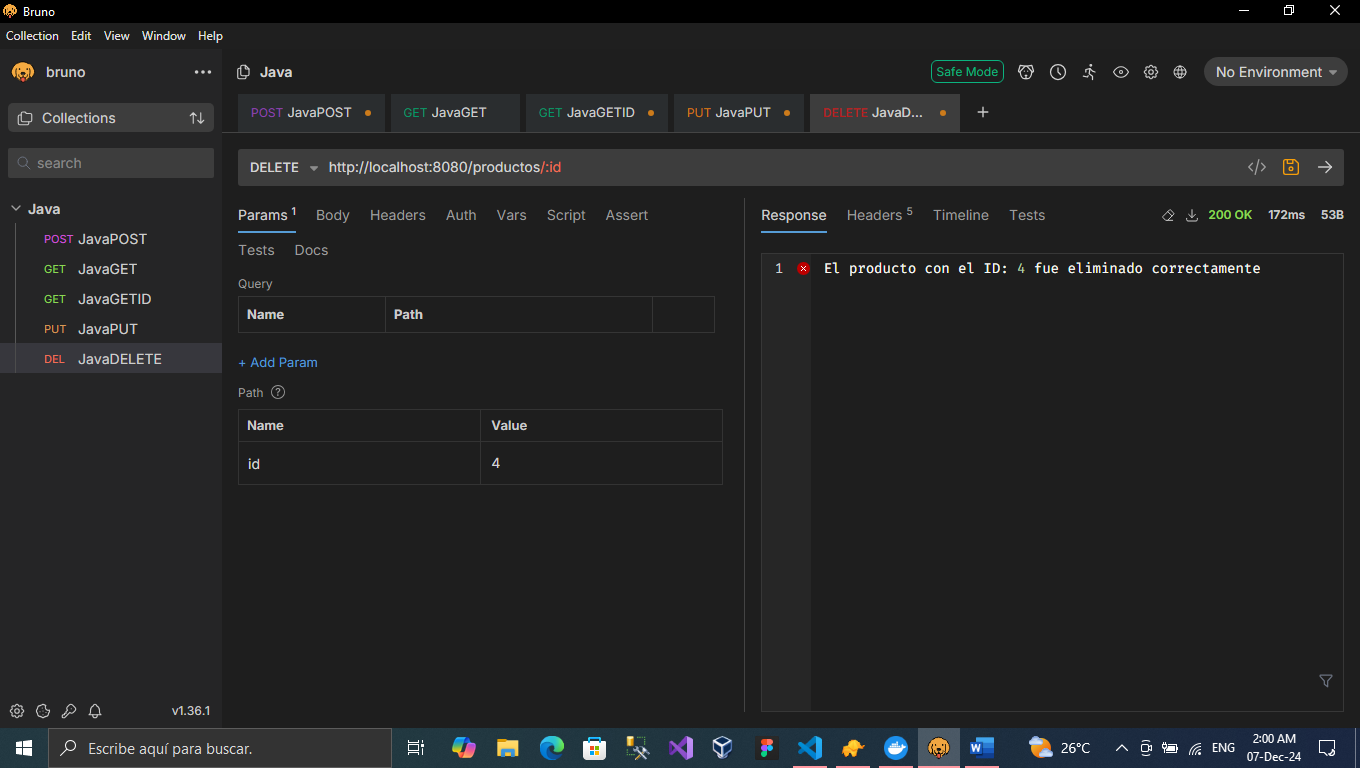 Bruno
Collection Edit View Window Help
bruno
Java
Safe Mode
No Environment
Collections
POST JavaPOST
GET JavaGET
GET JavaGETID
PUT JavaPUT
DELETE JavaD...
search
DELETE http://localhost:8080/productos/:id
Java
POST JavaPOST
GET JavaGET
GET JavaGETID
PUT JavaPUT
DEL JavaDELETE
Params 1 Body Headers Auth Vars Script Assert
Tests Docs
Query
Name Path
+ Add Param
Path ?
Name Value
id 4
Response Headers 5 Timeline Tests 200 OK 172ms 53B
1 El producto con el ID: 4 fue eliminado correctamente
v1.36.1
Escribe aquí para buscar.
26°C
ENG
2:00 AM
07-Dec-24